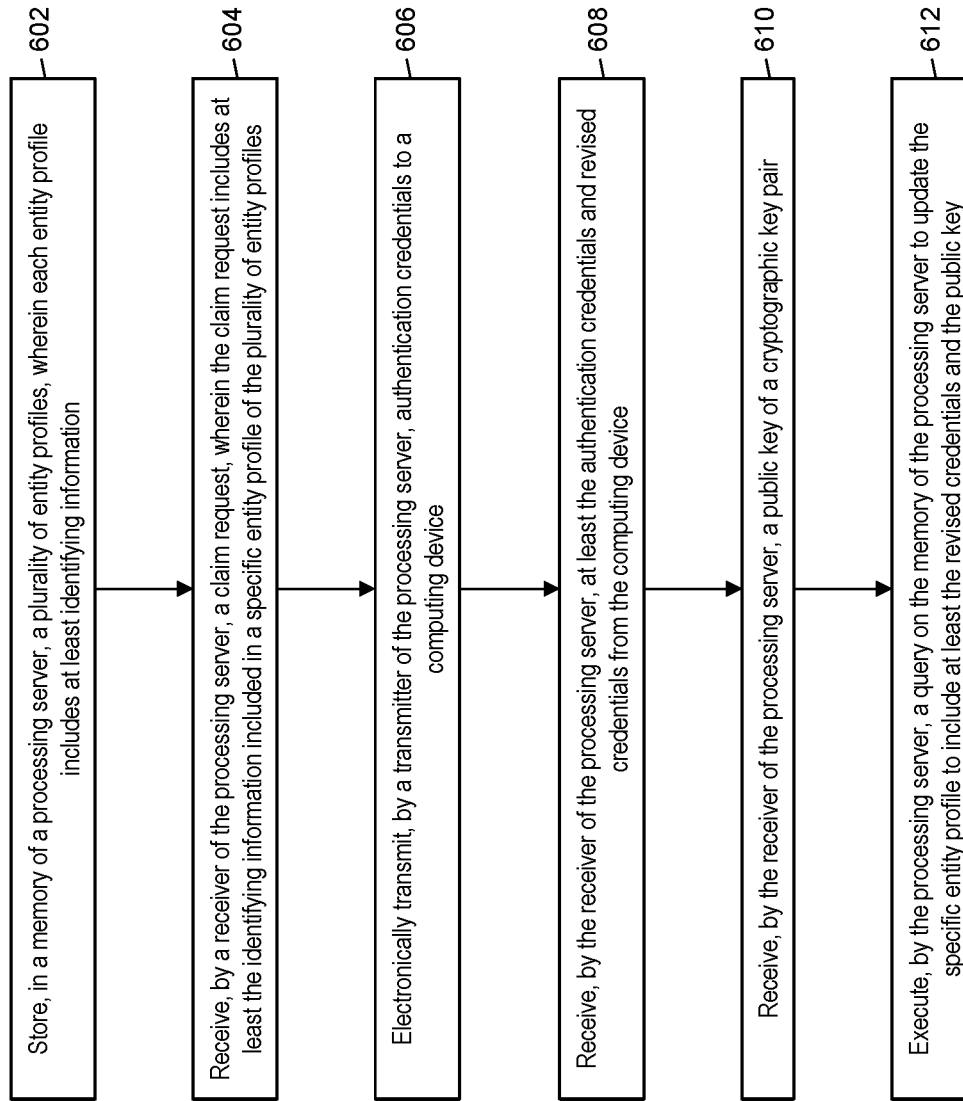 Store, in a memory of a processing server, a plurality of entity profiles, wherein each entity profile
includes at least identifying information
602
Receive, by a receiver of the processing server, a claim request, wherein the claim request includes at
least the identifying information included in a specific entity profile of the plurality of entity profiles
604
Electronically transmit, by a transmitter of the processing server, authentication credentials to a
computing device
606
Receive, by the receiver of the processing server, at least the authentication credentials and revised
credentials from the computing device
608
Receive, by the receiver of the processing server, a public key of a cryptographic key pair
610
Execute, by the processing server, a query on the memory of the processing server to update the
specific entity profile to include at least the revised credentials and the public key
612